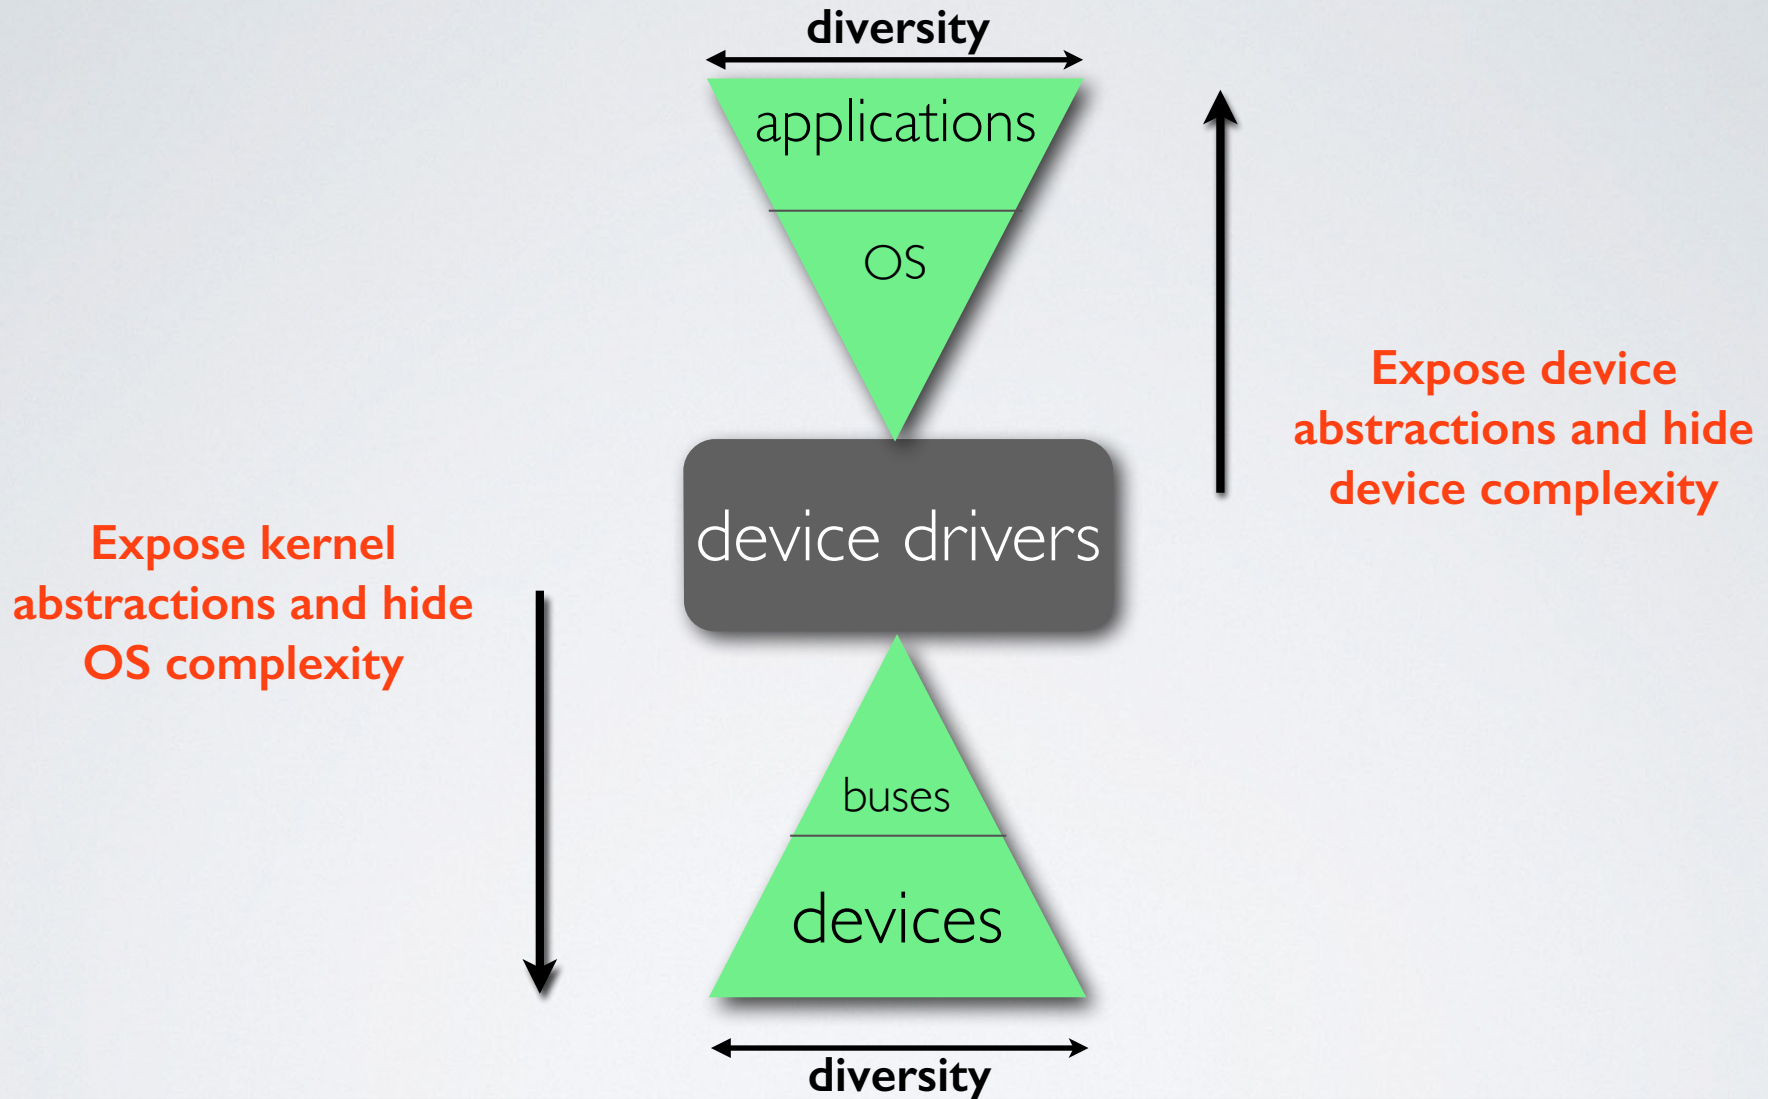 diversity
applications
OS
Expose device
abstractions and hide
device complexity
device drivers
Expose kernel
abstractions and hide
OS complexity
buses
devices
diversity